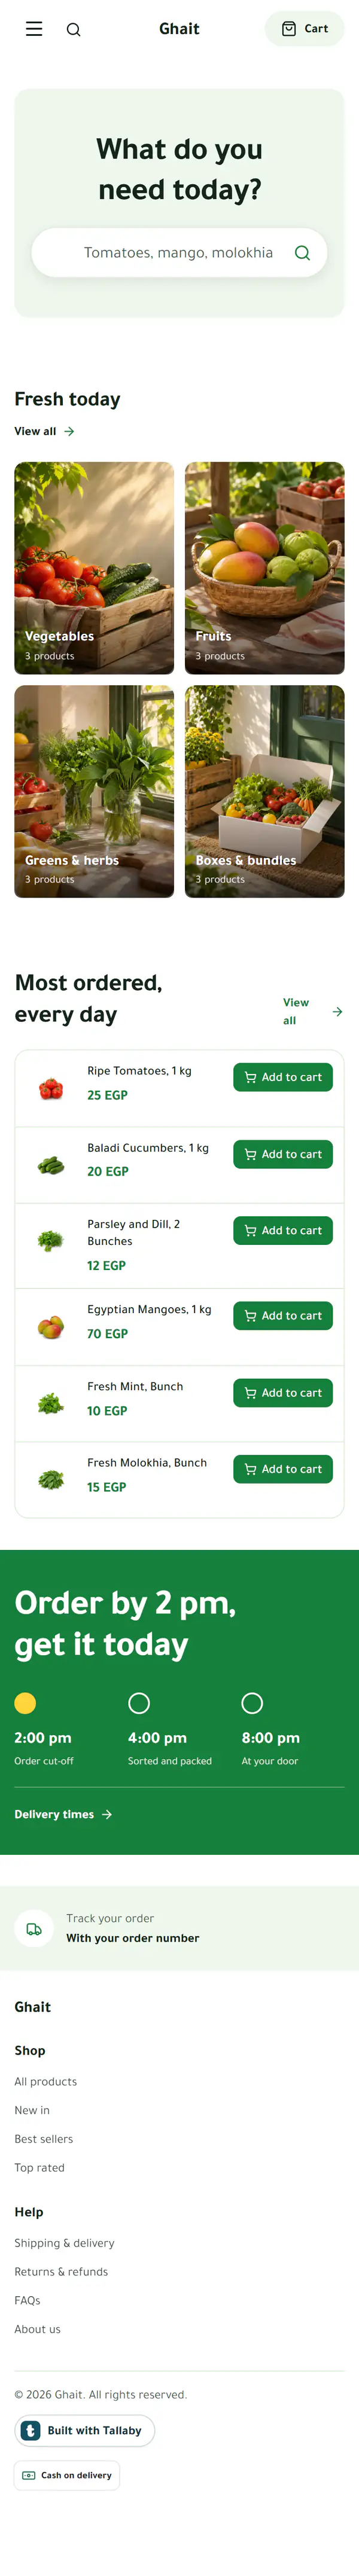 Ghait
Cart
What do you
need today?
Tomatoes, mango, molokhia
Fresh today
View all
Vegetables
3 products
Fruits
3 products
Greens & herbs
3 products
Boxes & bundles
3 products
Most ordered,
every day
View
all
Ripe Tomatoes, 1 kg
25 EGP
Add to cart
Baladi Cucumbers, 1 kg
20 EGP
Add to cart
Parsley and Dill, 2
Bunches
12 EGP
Add to cart
Egyptian Mangoes, 1 kg
70 EGP
Add to cart
Fresh Mint, Bunch
10 EGP
Add to cart
Fresh Molokhia, Bunch
15 EGP
Add to cart
Order by 2 pm,
get it today
2:00 pm
Order cut-off
4:00 pm
Sorted and packed
8:00 pm
At your door
Delivery times
Track your order
With your order number
Ghait
Shop
All products
New in
Best sellers
Top rated
Help
Shipping & delivery
Returns & refunds
FAQs
About us
© 2026 Ghait. All rights reserved.
t Built with Tallaby
Cash on delivery